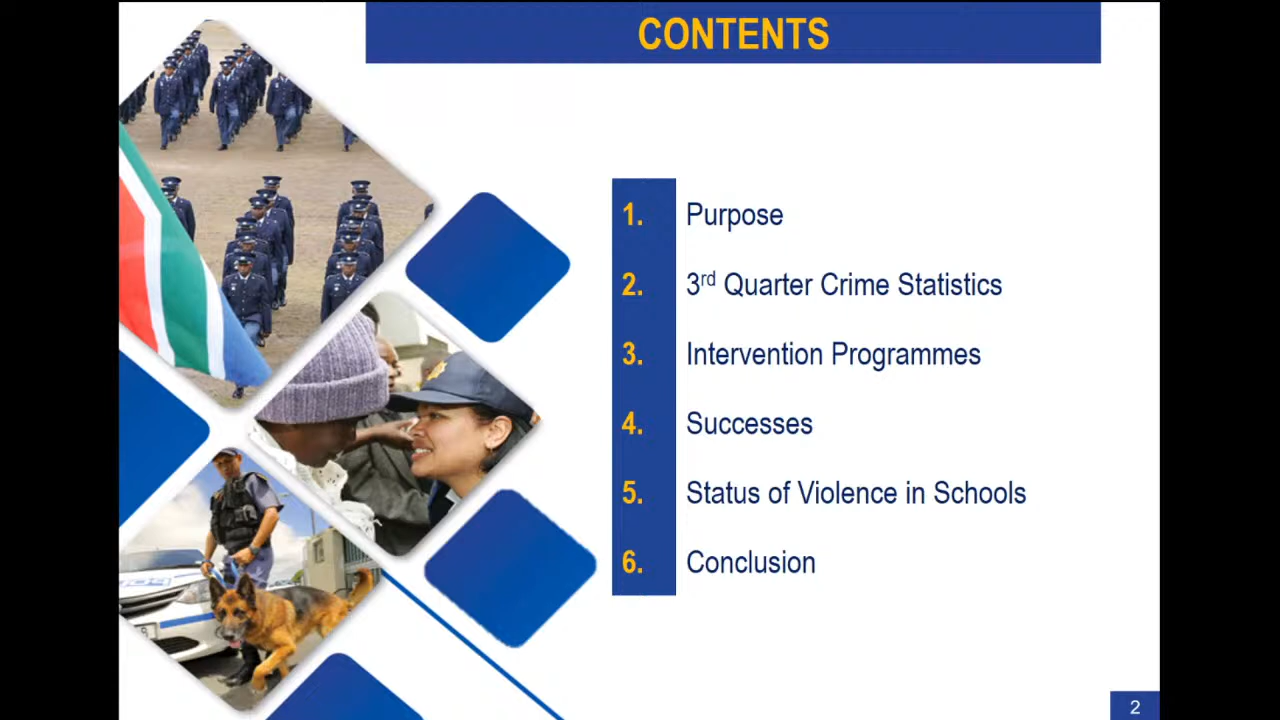 CONTENTS
1. Purpose
2. 3rd Quarter Crime Statistics
3. Intervention Programmes
4. Successes
5. Status of Violence in Schools
6. Conclusion
2